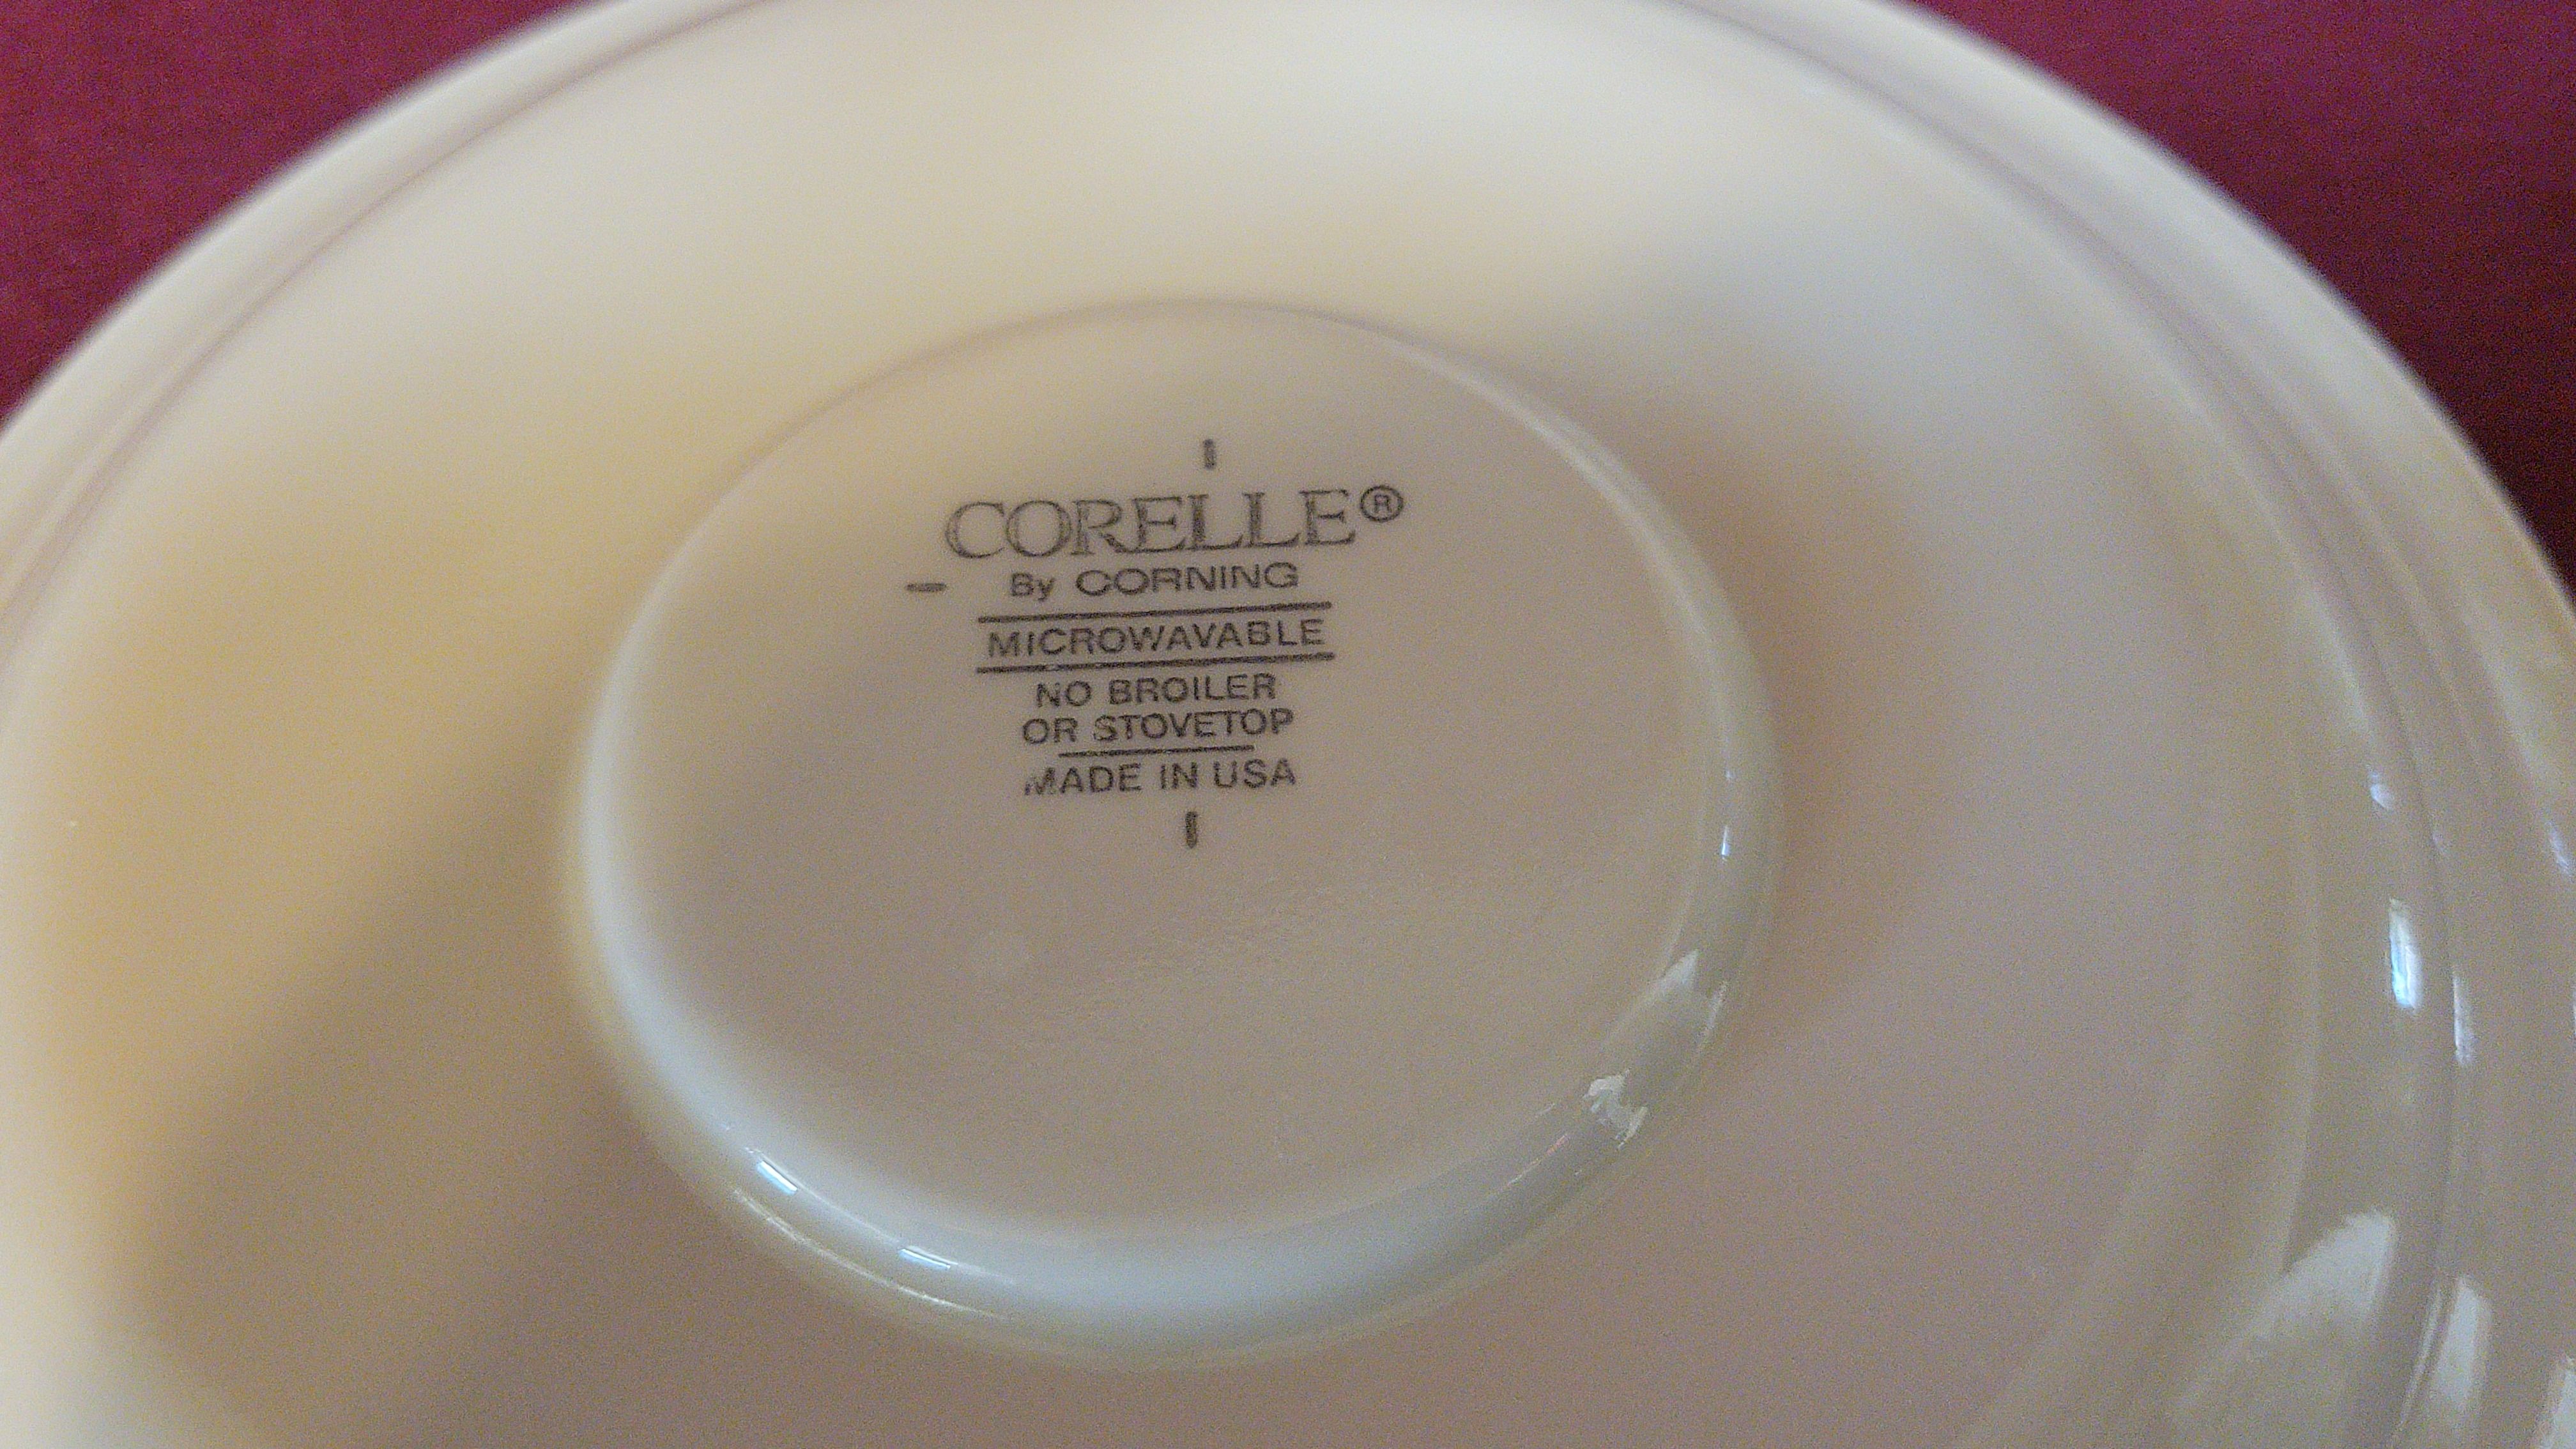 CORELLE®
By CORNING
MICROWAVABLE
NO BROILER
OR STOVETOP
MADE IN USA